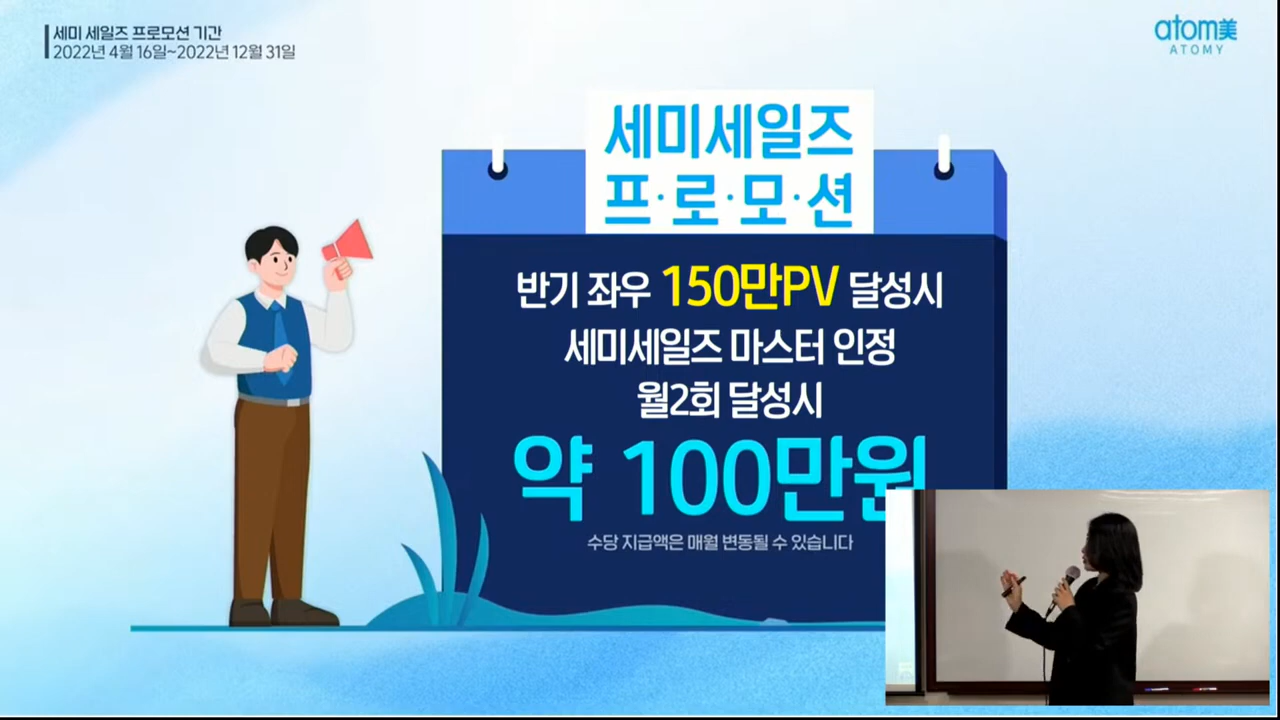 세미 세일즈 프로모션 기간
2022년 4월 16일~2022년 12월 31일
atom美
ATOMY
세미세일즈
프·로·모·션
반기 좌우 150만PV 달성시
세미세일즈 마스터 인정
월2회 달성시
약 100만원
수당 지급액은 매월 변동될 수 있습니다